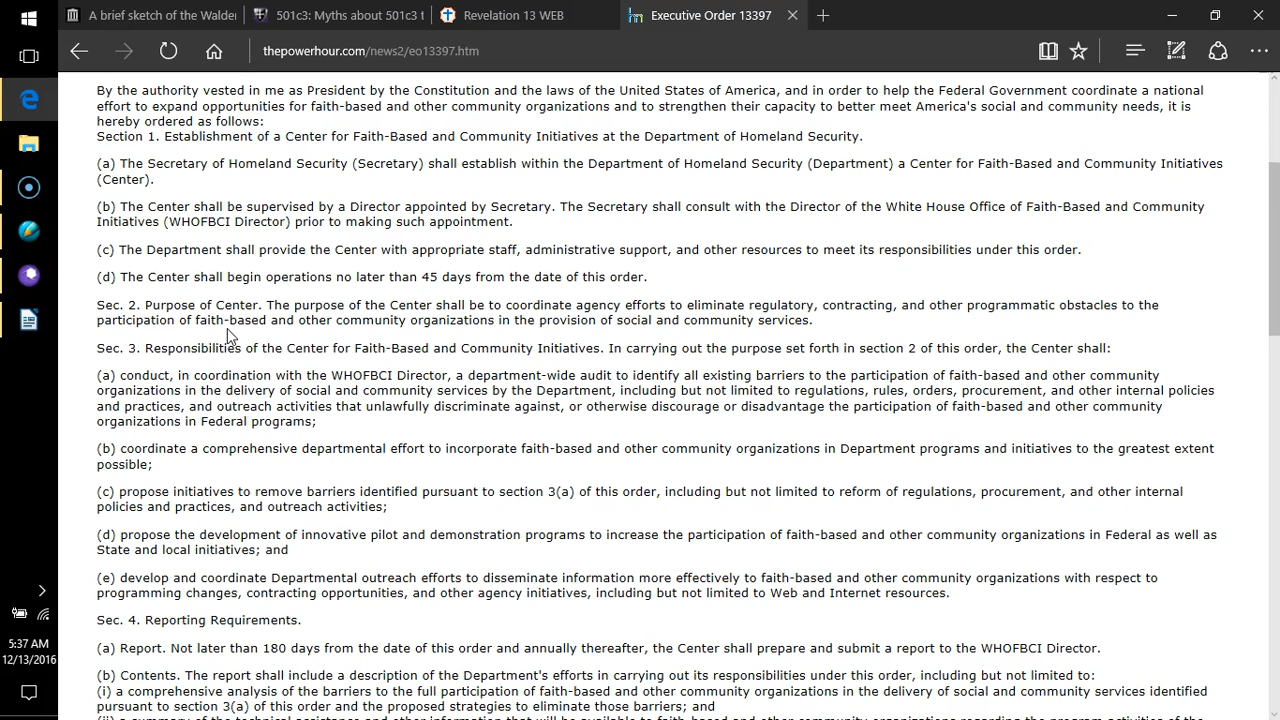 A brief sketch of the Walder
501c3: Myths about 501c3 t
Revelation 13 WEB
Executive Order 13397
thepowerhour.com/news2/eo13397.htm
By the authority vested in me as President by the Constitution and the laws of the United States of America, and in order to help the Federal Government coordinate a national
effort to expand opportunities for faith-based and other community organizations and to strengthen their capacity to better meet America's social and community needs, it is
hereby ordered as follows:
Section 1. Establishment of a Center for Faith-Based and Community Initiatives at the Department of Homeland Security.
(a) The Secretary of Homeland Security (Secretary) shall establish within the Department of Homeland Security (Department) a Center for Faith-Based and Community Initiatives
(Center).
(b) The Center shall be supervised by a Director appointed by Secretary. The Secretary shall consult with the Director of the White House Office of Faith-Based and Community
Initiatives (WHOFBCI Director) prior to making such appointment.
(c) The Department shall provide the Center with appropriate staff, administrative support, and other resources to meet its responsibilities under this order.
(d) The Center shall begin operations no later than 45 days from the date of this order.
Sec. 2. Purpose of Center. The purpose of the Center shall be to coordinate agency efforts to eliminate regulatory, contracting, and other programmatic obstacles to the
participation of faith-based and other community organizations in the provision of social and community services.
Sec. 3. Responsibilities of the Center for Faith-Based and Community Initiatives. In carrying out the purpose set forth in section 2 of this order, the Center shall:
(a) conduct, in coordination with the WHOFBCI Director, a department-wide audit to identify all existing barriers to the participation of faith-based and other community
organizations in the delivery of social and community services by the Department, including but not limited to regulations, rules, orders, procurement, and other internal policies
and practices, and outreach activities that unlawfully discriminate against, or otherwise discourage or disadvantage the participation of faith-based and other community
organizations in Federal programs;
(b) coordinate a comprehensive departmental effort to incorporate faith-based and other community organizations in Department programs and initiatives to the greatest extent
possible;
(c) propose initiatives to remove barriers identified pursuant to section 3(a) of this order, including but not limited to reform of regulations, procurement, and other internal
policies and practices, and outreach activities;
(d) propose the development of innovative pilot and demonstration programs to increase the participation of faith-based and other community organizations in Federal as well as
State and local initiatives; and
(e) develop and coordinate Departmental outreach efforts to disseminate information more effectively to faith-based and other community organizations with respect to
programming changes, contracting opportunities, and other agency initiatives, including but not limited to Web and Internet resources.
Sec. 4. Reporting Requirements.
(a) Report. Not later than 180 days from the date of this order and annually thereafter, the Center shall prepare and submit a report to the WHOFBCI Director.
(b) Contents. The report shall include a description of the Department's efforts in carrying out its responsibilities under this order, including but not limited to:
(i) a comprehensive analysis of the barriers to the full participation of faith-based and other community organizations in the delivery of social and community services identified
pursuant to section 3(a) of this order and the proposed strategies to eliminate those barriers; and
5:37 AM
12/13/2016